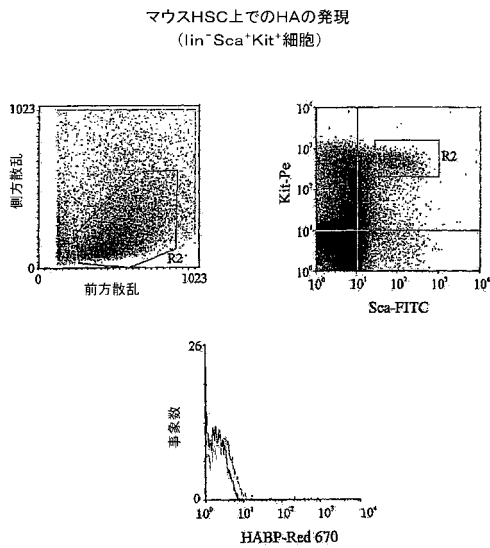 マウスHSC上でのHAの発現
(lin⁻Sca⁺Kit⁺細胞)
1023
側方散乱
0
R2
0
前方散乱
1023
10⁴
10³
Kit-Pe
10²
10¹
10⁰
R2
10⁰ 10¹ 10² 10³ 10⁴
Sca-FITC
26
事象数
0
10⁰ 10¹ 10² 10³ 10⁴
HABP-Red 670